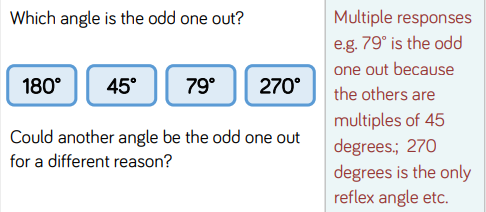 Which angle is the odd one out?
180° 45° 79° 270°
Could another angle be the odd one out
for a different reason?
Multiple responses
e.g. 79° is the odd
one out because
the others are
multiples of 45
degrees.; 270
degrees is the only
reflex angle etc.